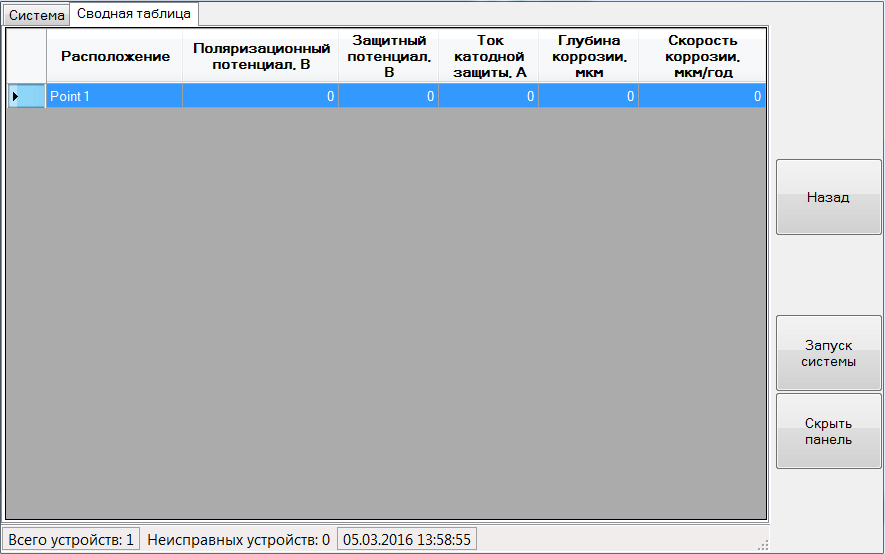 Система Сводная таблица
Расположение Поляризационный потенциал, В Защитный потенциал, В Ток катодной защиты, А Глубина коррозии, мкм Скорость коррозии, мкм/год
Point 1 0 0 0 0 0
Назад
Запуск
системы
Скрыть
панель
Всего устройств: 1 Неисправных устройств: 0 05.03.2016 13:58:55